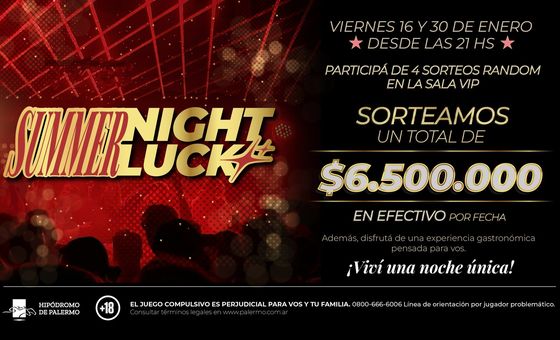 SUMMER NIGHT
LUCK
VIERNES 16 Y 30 DE ENERO
DESDE LAS 21 HS
PARTICIPÁ DE 4 SORTEOS RANDOM
EN LA SALA VIP
SORTEAMOS
UN TOTAL DE
$6.500.000
EN EFECTIVO POR FECHA
Además, disfrutá de una experiencia gastronómica
pensada para vos.
¡Viví una noche única!
HIPÓDROMO
DE PALERMO
+18
EL JUEGO COMPULSIVO ES PERJUDICIAL PARA VOS Y TU FAMILIA. 0800-666-6006 Línea de orientación por jugador problemático.
Consultar términos legales en www.palermo.com.ar